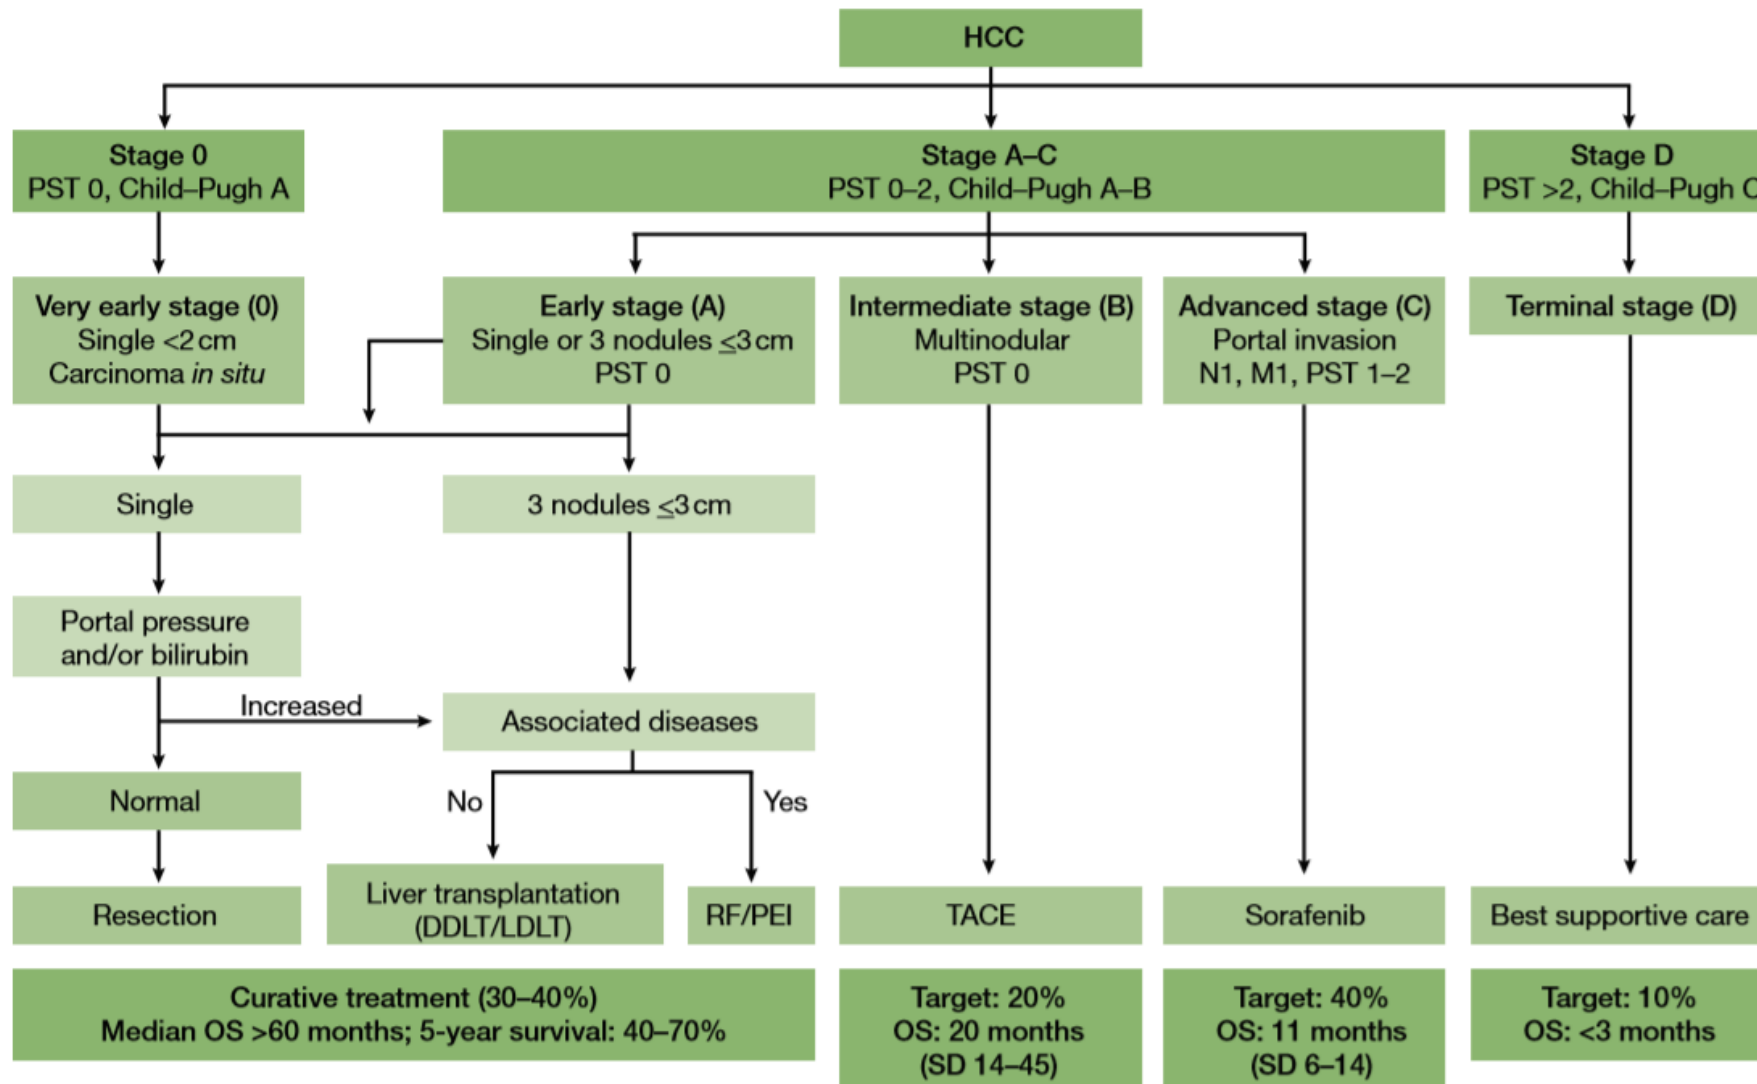 HCC
Stage 0
PST 0, Child–Pugh A
Stage A–C
PST 0–2, Child–Pugh A–B
Stage D
PST >2, Child–Pugh C
Very early stage (0)
Single <2 cm
Carcinoma in situ
Early stage (A)
Single or 3 nodules ≤3 cm
PST 0
Intermediate stage (B)
Multinodular
PST 0
Advanced stage (C)
Portal invasion
N1, M1, PST 1–2
Terminal stage (D)
Single
3 nodules ≤3 cm
Portal pressure
and/or bilirubin
Increased
Associated diseases
Normal
No
Yes
Resection
Liver transplantation
(DDLT/LDLT)
RF/PEI
TACE
Sorafenib
Best supportive care
Curative treatment (30–40%)
Median OS >60 months; 5-year survival: 40–70%
Target: 20%
OS: 20 months
(SD 14–45)
Target: 40%
OS: 11 months
(SD 6–14)
Target: 10%
OS: <3 months